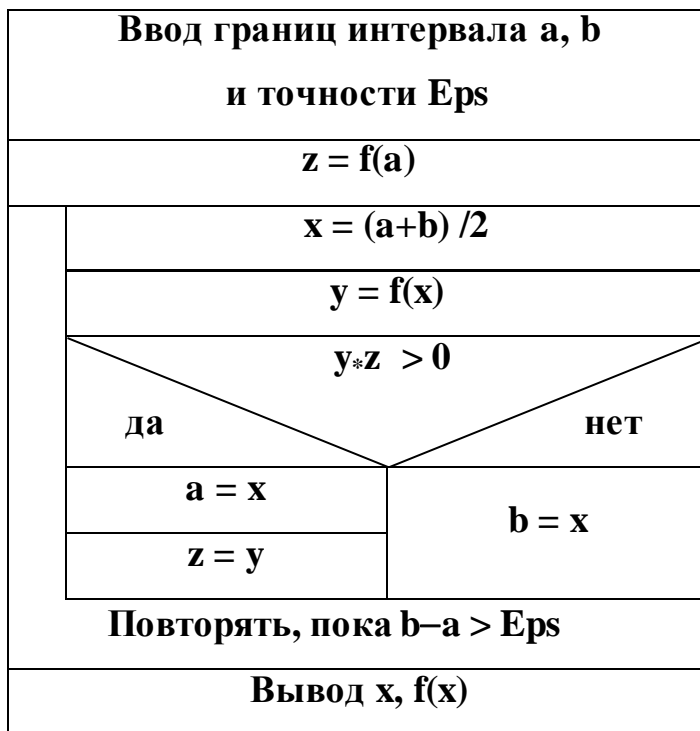 Ввод границ интервала a, b
и точности Eps
z = f(a)
x = (a+b) /2
y = f(x)
y*z > 0
да
нет
a = x
b = x
z = y
Повторять, пока b−a > Eps
Вывод x, f(x)